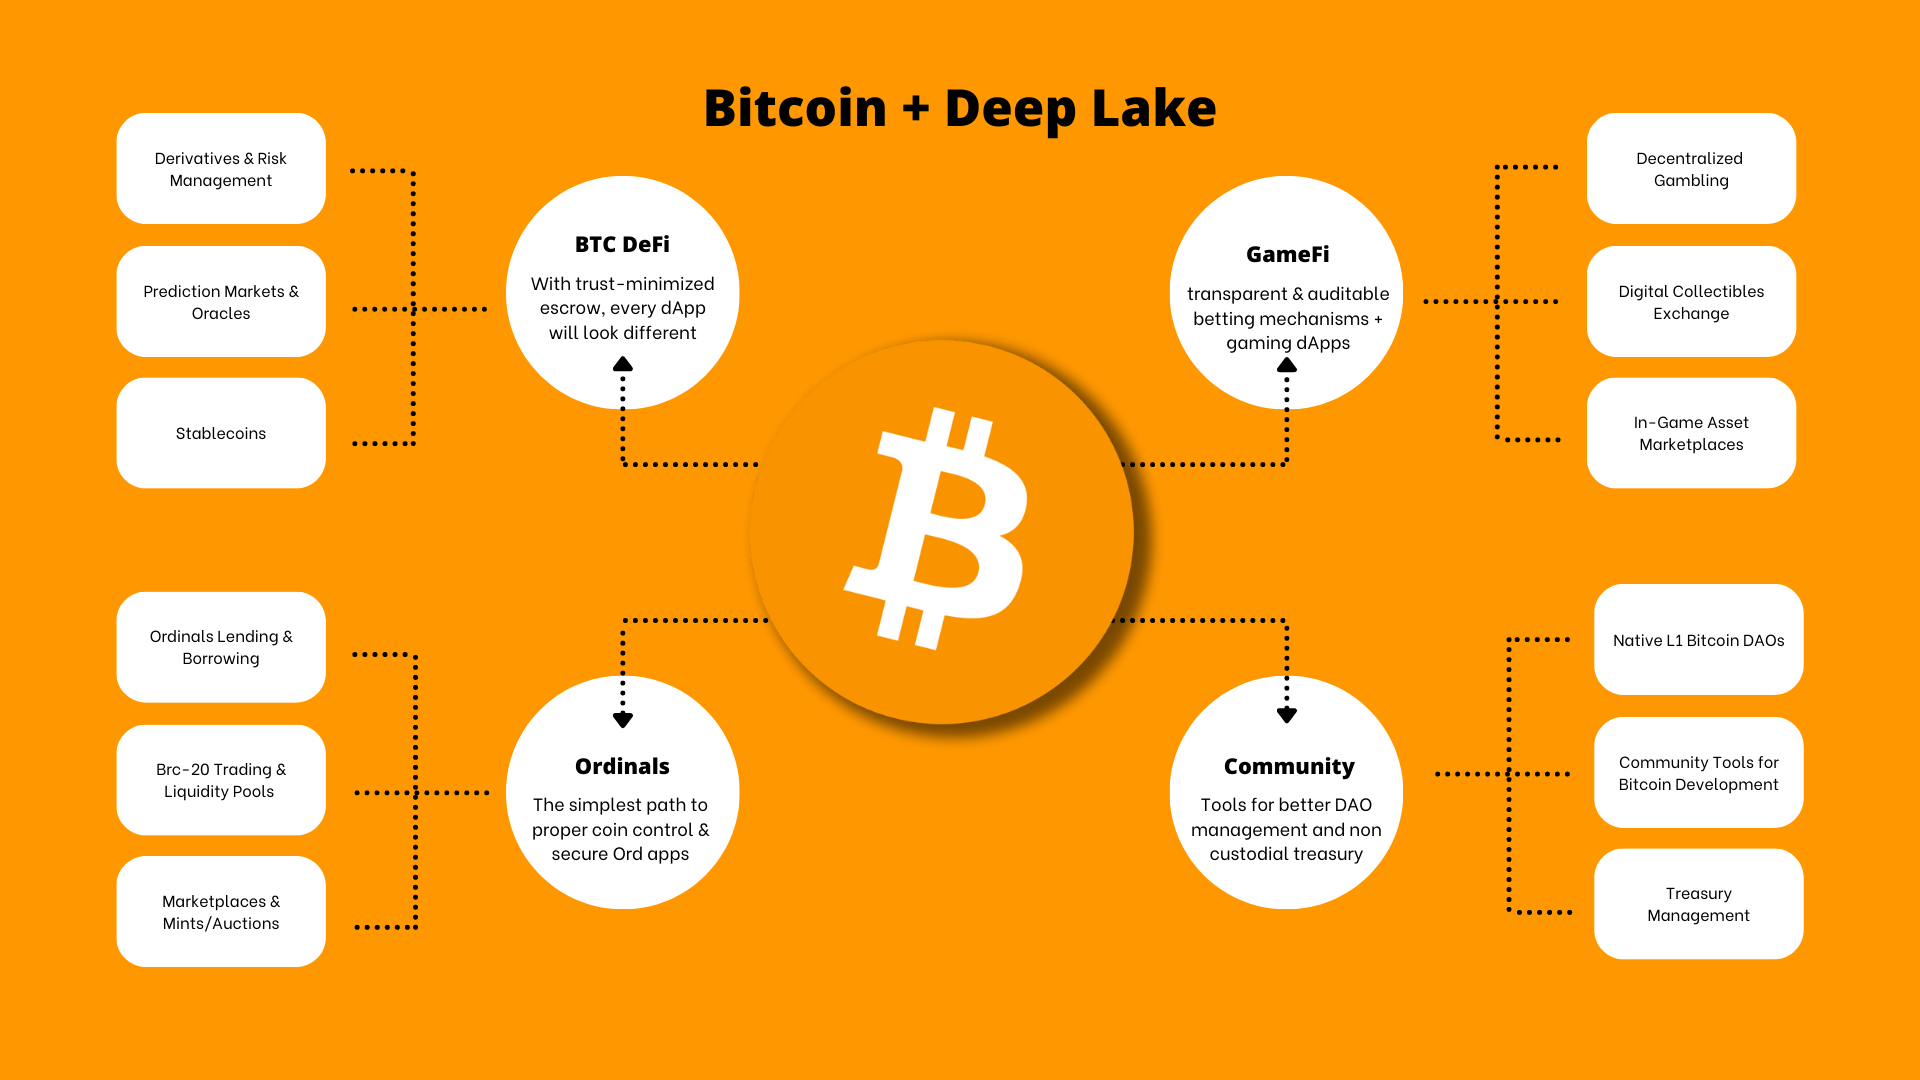 Bitcoin + Deep Lake
Derivatives & Risk
Management
Prediction Markets &
Oracles
Stablecoins
BTC DeFi
With trust-minimized
escrow, every dApp
will look different
GameFi
transparent & auditable
betting mechanisms +
gaming dApps
Decentralized
Gambling
Digital Collectibles
Exchange
In-Game Asset
Marketplaces
Ordinals Lending &
Borrowing
Brc-20 Trading &
Liquidity Pools
Marketplaces &
Mints/Auctions
Ordinals
The simplest path to
proper coin control &
secure Ord apps
Community
Tools for better DAO
management and non
custodial treasury
Native L1 Bitcoin DAOs
Community Tools for
Bitcoin Development
Treasury
Management